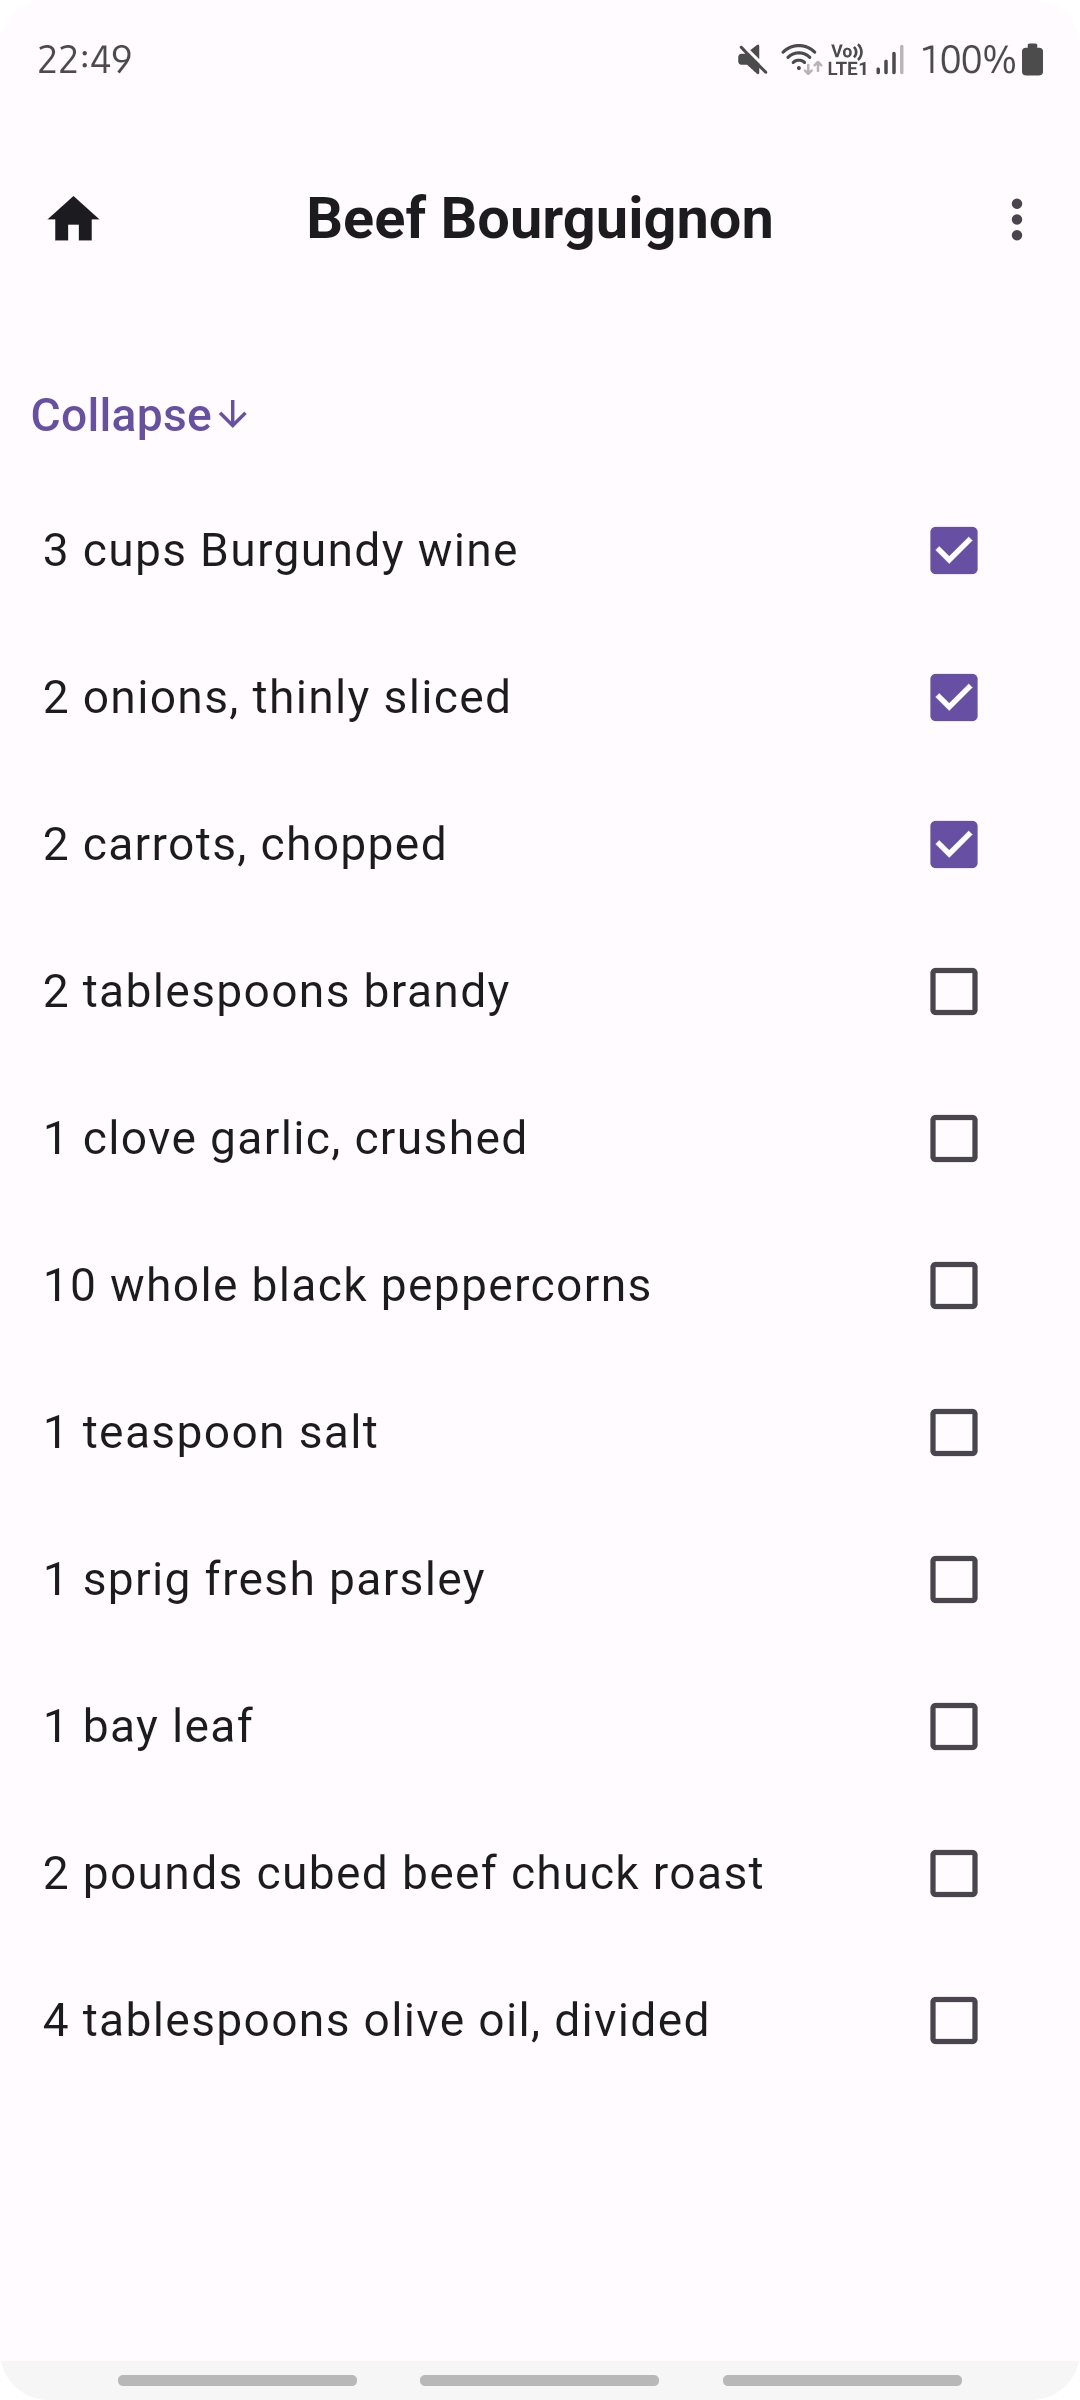 22:49
Vo)) LTE1 100%
Beef Bourguignon
Collapse↓
3 cups Burgundy wine
2 onions, thinly sliced
2 carrots, chopped
2 tablespoons brandy
1 clove garlic, crushed
10 whole black peppercorns
1 teaspoon salt
1 sprig fresh parsley
1 bay leaf
2 pounds cubed beef chuck roast
4 tablespoons olive oil, divided